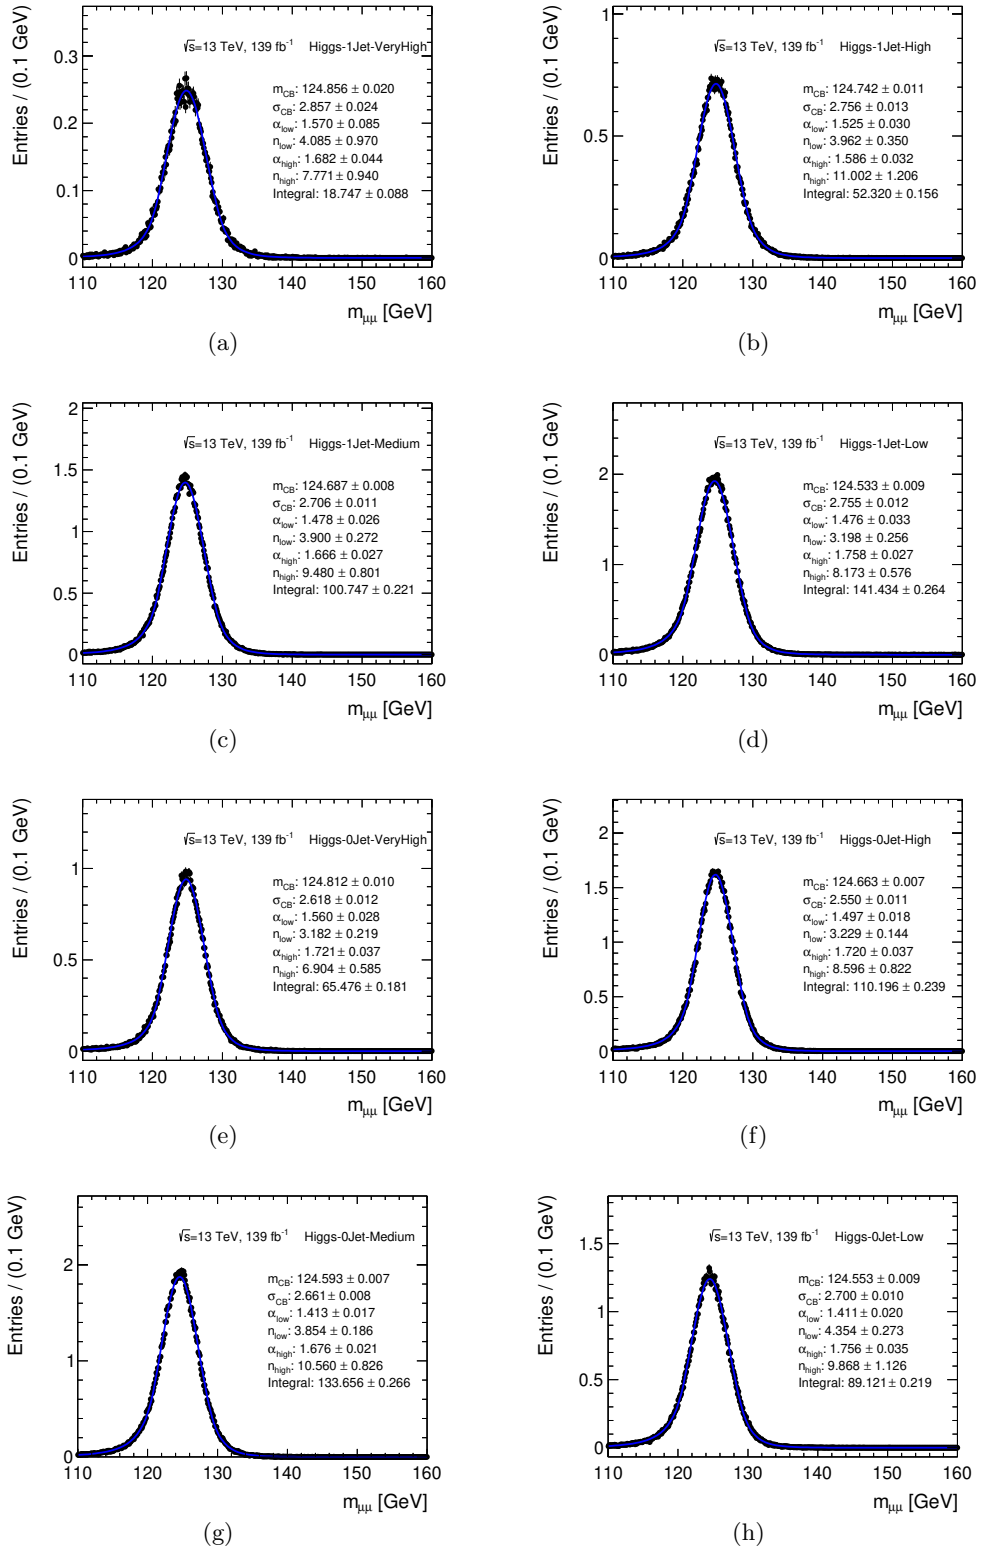 Entries / (0.1 GeV)
√s=13 TeV, 139 fb⁻¹ Higgs-1Jet-VeryHigh
m_CB: 124.856 ± 0.020
σ_CB: 2.857 ± 0.024
α_low: 1.570 ± 0.085
n_low: 4.085 ± 0.970
α_high: 1.682 ± 0.044
n_high: 7.771 ± 0.940
Integral: 18.747 ± 0.088
0.3
0.2
0.1
0
110 120 130 140 150 160
m_μμ [GeV]
(a)
Entries / (0.1 GeV)
√s=13 TeV, 139 fb⁻¹ Higgs-1Jet-High
m_CB: 124.742 ± 0.011
σ_CB: 2.756 ± 0.013
α_low: 1.525 ± 0.030
n_low: 3.962 ± 0.350
α_high: 1.586 ± 0.032
n_high: 11.002 ± 1.206
Integral: 52.320 ± 0.156
1
0.5
0
110 120 130 140 150 160
m_μμ [GeV]
(b)
Entries / (0.1 GeV)
√s=13 TeV, 139 fb⁻¹ Higgs-1Jet-Medium
m_CB: 124.687 ± 0.008
σ_CB: 2.706 ± 0.011
α_low: 1.478 ± 0.026
n_low: 3.900 ± 0.272
α_high: 1.666 ± 0.027
n_high: 9.480 ± 0.801
Integral: 100.747 ± 0.221
2
1.5
1
0.5
0
110 120 130 140 150 160
m_μμ [GeV]
(c)
Entries / (0.1 GeV)
√s=13 TeV, 139 fb⁻¹ Higgs-1Jet-Low
m_CB: 124.533 ± 0.009
σ_CB: 2.755 ± 0.012
α_low: 1.476 ± 0.033
n_low: 3.198 ± 0.256
α_high: 1.758 ± 0.027
n_high: 8.173 ± 0.576
Integral: 141.434 ± 0.264
2
1
0
110 120 130 140 150 160
m_μμ [GeV]
(d)
Entries / (0.1 GeV)
√s=13 TeV, 139 fb⁻¹ Higgs-0Jet-VeryHigh
m_CB: 124.812 ± 0.010
σ_CB: 2.618 ± 0.012
α_low: 1.560 ± 0.028
n_low: 3.182 ± 0.219
α_high: 1.721 ± 0.037
n_high: 6.904 ± 0.585
Integral: 65.476 ± 0.181
1
0.5
0
110 120 130 140 150 160
m_μμ [GeV]
(e)
Entries / (0.1 GeV)
√s=13 TeV, 139 fb⁻¹ Higgs-0Jet-High
m_CB: 124.663 ± 0.007
σ_CB: 2.550 ± 0.011
α_low: 1.497 ± 0.018
n_low: 3.229 ± 0.144
α_high: 1.720 ± 0.037
n_high: 8.596 ± 0.822
Integral: 110.196 ± 0.239
2
1.5
1
0.5
0
110 120 130 140 150 160
m_μμ [GeV]
(f)
Entries / (0.1 GeV)
√s=13 TeV, 139 fb⁻¹ Higgs-0Jet-Medium
m_CB: 124.593 ± 0.007
σ_CB: 2.661 ± 0.008
α_low: 1.413 ± 0.017
n_low: 3.854 ± 0.186
α_high: 1.676 ± 0.021
n_high: 10.560 ± 0.826
Integral: 133.656 ± 0.266
2
1
0
110 120 130 140 150 160
m_μμ [GeV]
(g)
Entries / (0.1 GeV)
√s=13 TeV, 139 fb⁻¹ Higgs-0Jet-Low
m_CB: 124.553 ± 0.009
σ_CB: 2.700 ± 0.010
α_low: 1.411 ± 0.020
n_low: 4.354 ± 0.273
α_high: 1.756 ± 0.035
n_high: 9.868 ± 1.126
Integral: 89.121 ± 0.219
1.5
1
0.5
0
110 120 130 140 150 160
m_μμ [GeV]
(h)